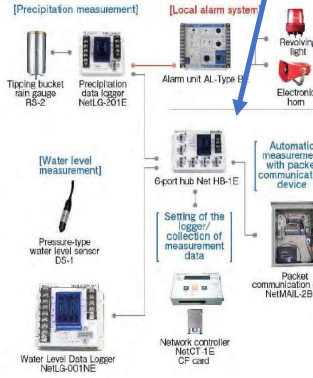 [Precipitation measuement]
[Local alarm system]
Tipping bucket
rain gauge
RS-2
Precipitation
data logger
NetLG-201E
Alarm unit AL-Type B
Revolving
light
Electronic
horn
[Water level
measurement]
6-port hub Net HB-1E
Automatic
measurement
with packet
communication
device
Pressure-type
water level sensor
DS-1
[Setting of the
logger/
collection of
measurement
data]
Packet
communication
NetMAIL-2B
Water Level Data Logger
NetLG-001NE
Network controller
NetCT-1E
CF card